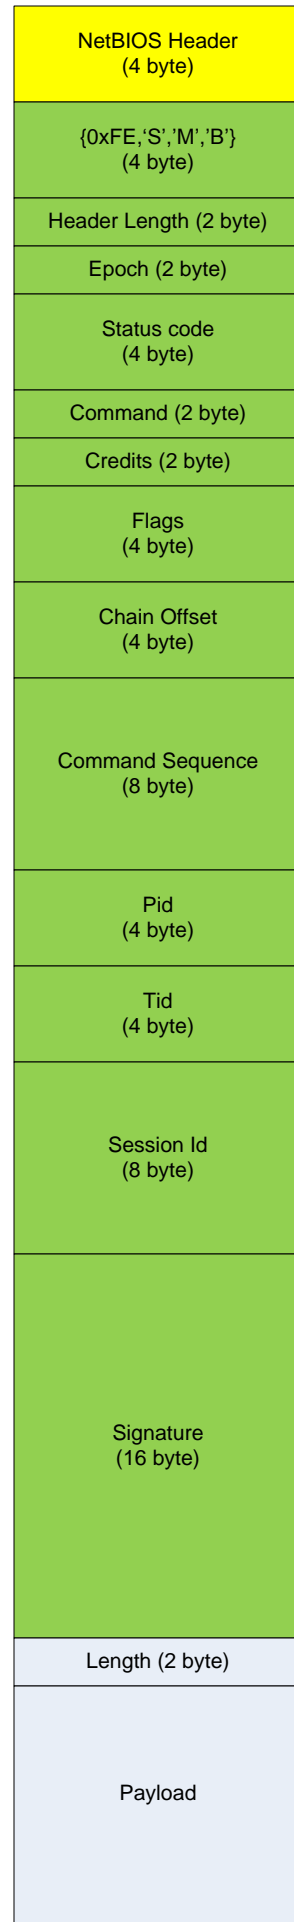 NetBIOS Header
(4 byte)
{0xFE,‘S’,’M’,’B’}
(4 byte)
Header Length (2 byte)
Epoch (2 byte)
Status code
(4 byte)
Command (2 byte)
Credits (2 byte)
Flags
(4 byte)
Chain Offset
(4 byte)
Command Sequence
(8 byte)
Pid
(4 byte)
Tid
(4 byte)
Session Id
(8 byte)
Signature
(16 byte)
Length (2 byte)
Payload